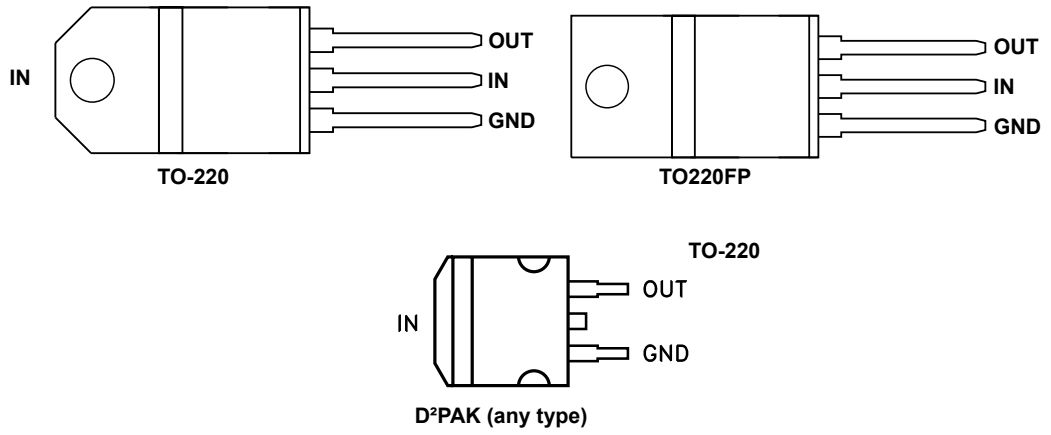 IN
OUT
IN
GND
TO-220
OUT
IN
GND
TO220FP
TO-220
IN
OUT
GND
D²PAK (any type)